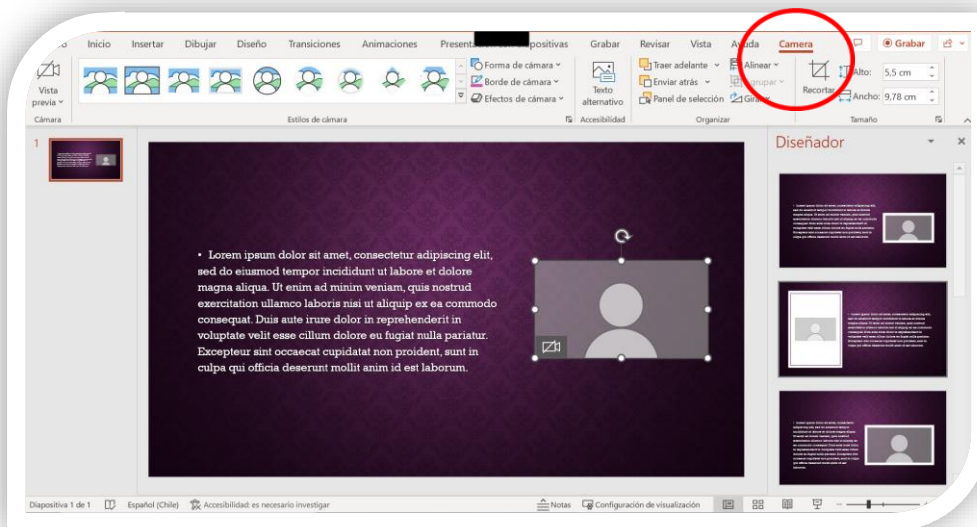 Inicio Insertar Dibujar Diseño Transiciones Animaciones Grabar Revisar Vista Ayuda Camera Grabar
Vista previa
Forma de cámara
Borde de cámara
Efectos de cámara
Texto alternativo
Traer adelante
Enviar atrás
Panel de selección
Alinear
Agrupar
Girar
Recortar
Alto: 5,5 cm
Ancho: 9,78 cm
Cámara Estilos de cámara Accesibilidad Organizar Tamaño
1
• Lorem ipsum dolor sit amet, consectetur adipiscing elit,
sed do eiusmod tempor incididunt ut labore et dolore
magna aliqua. Ut enim ad minim veniam, quis nostrud
exercitation ullamco laboris nisi ut aliquip ex ea commodo
consequat. Duis aute irure dolor in reprehenderit in
voluptate velit esse cillum dolore eu fugiat nulla pariatur.
Excepteur sint occaecat cupidatat non proident, sunt in
culpa qui officia deserunt mollit anim id est laborum.
Diseñador
Diapositiva 1 de 1 Español (Chile) Accesibilidad: es necesario investigar Notas Configuración de visualización